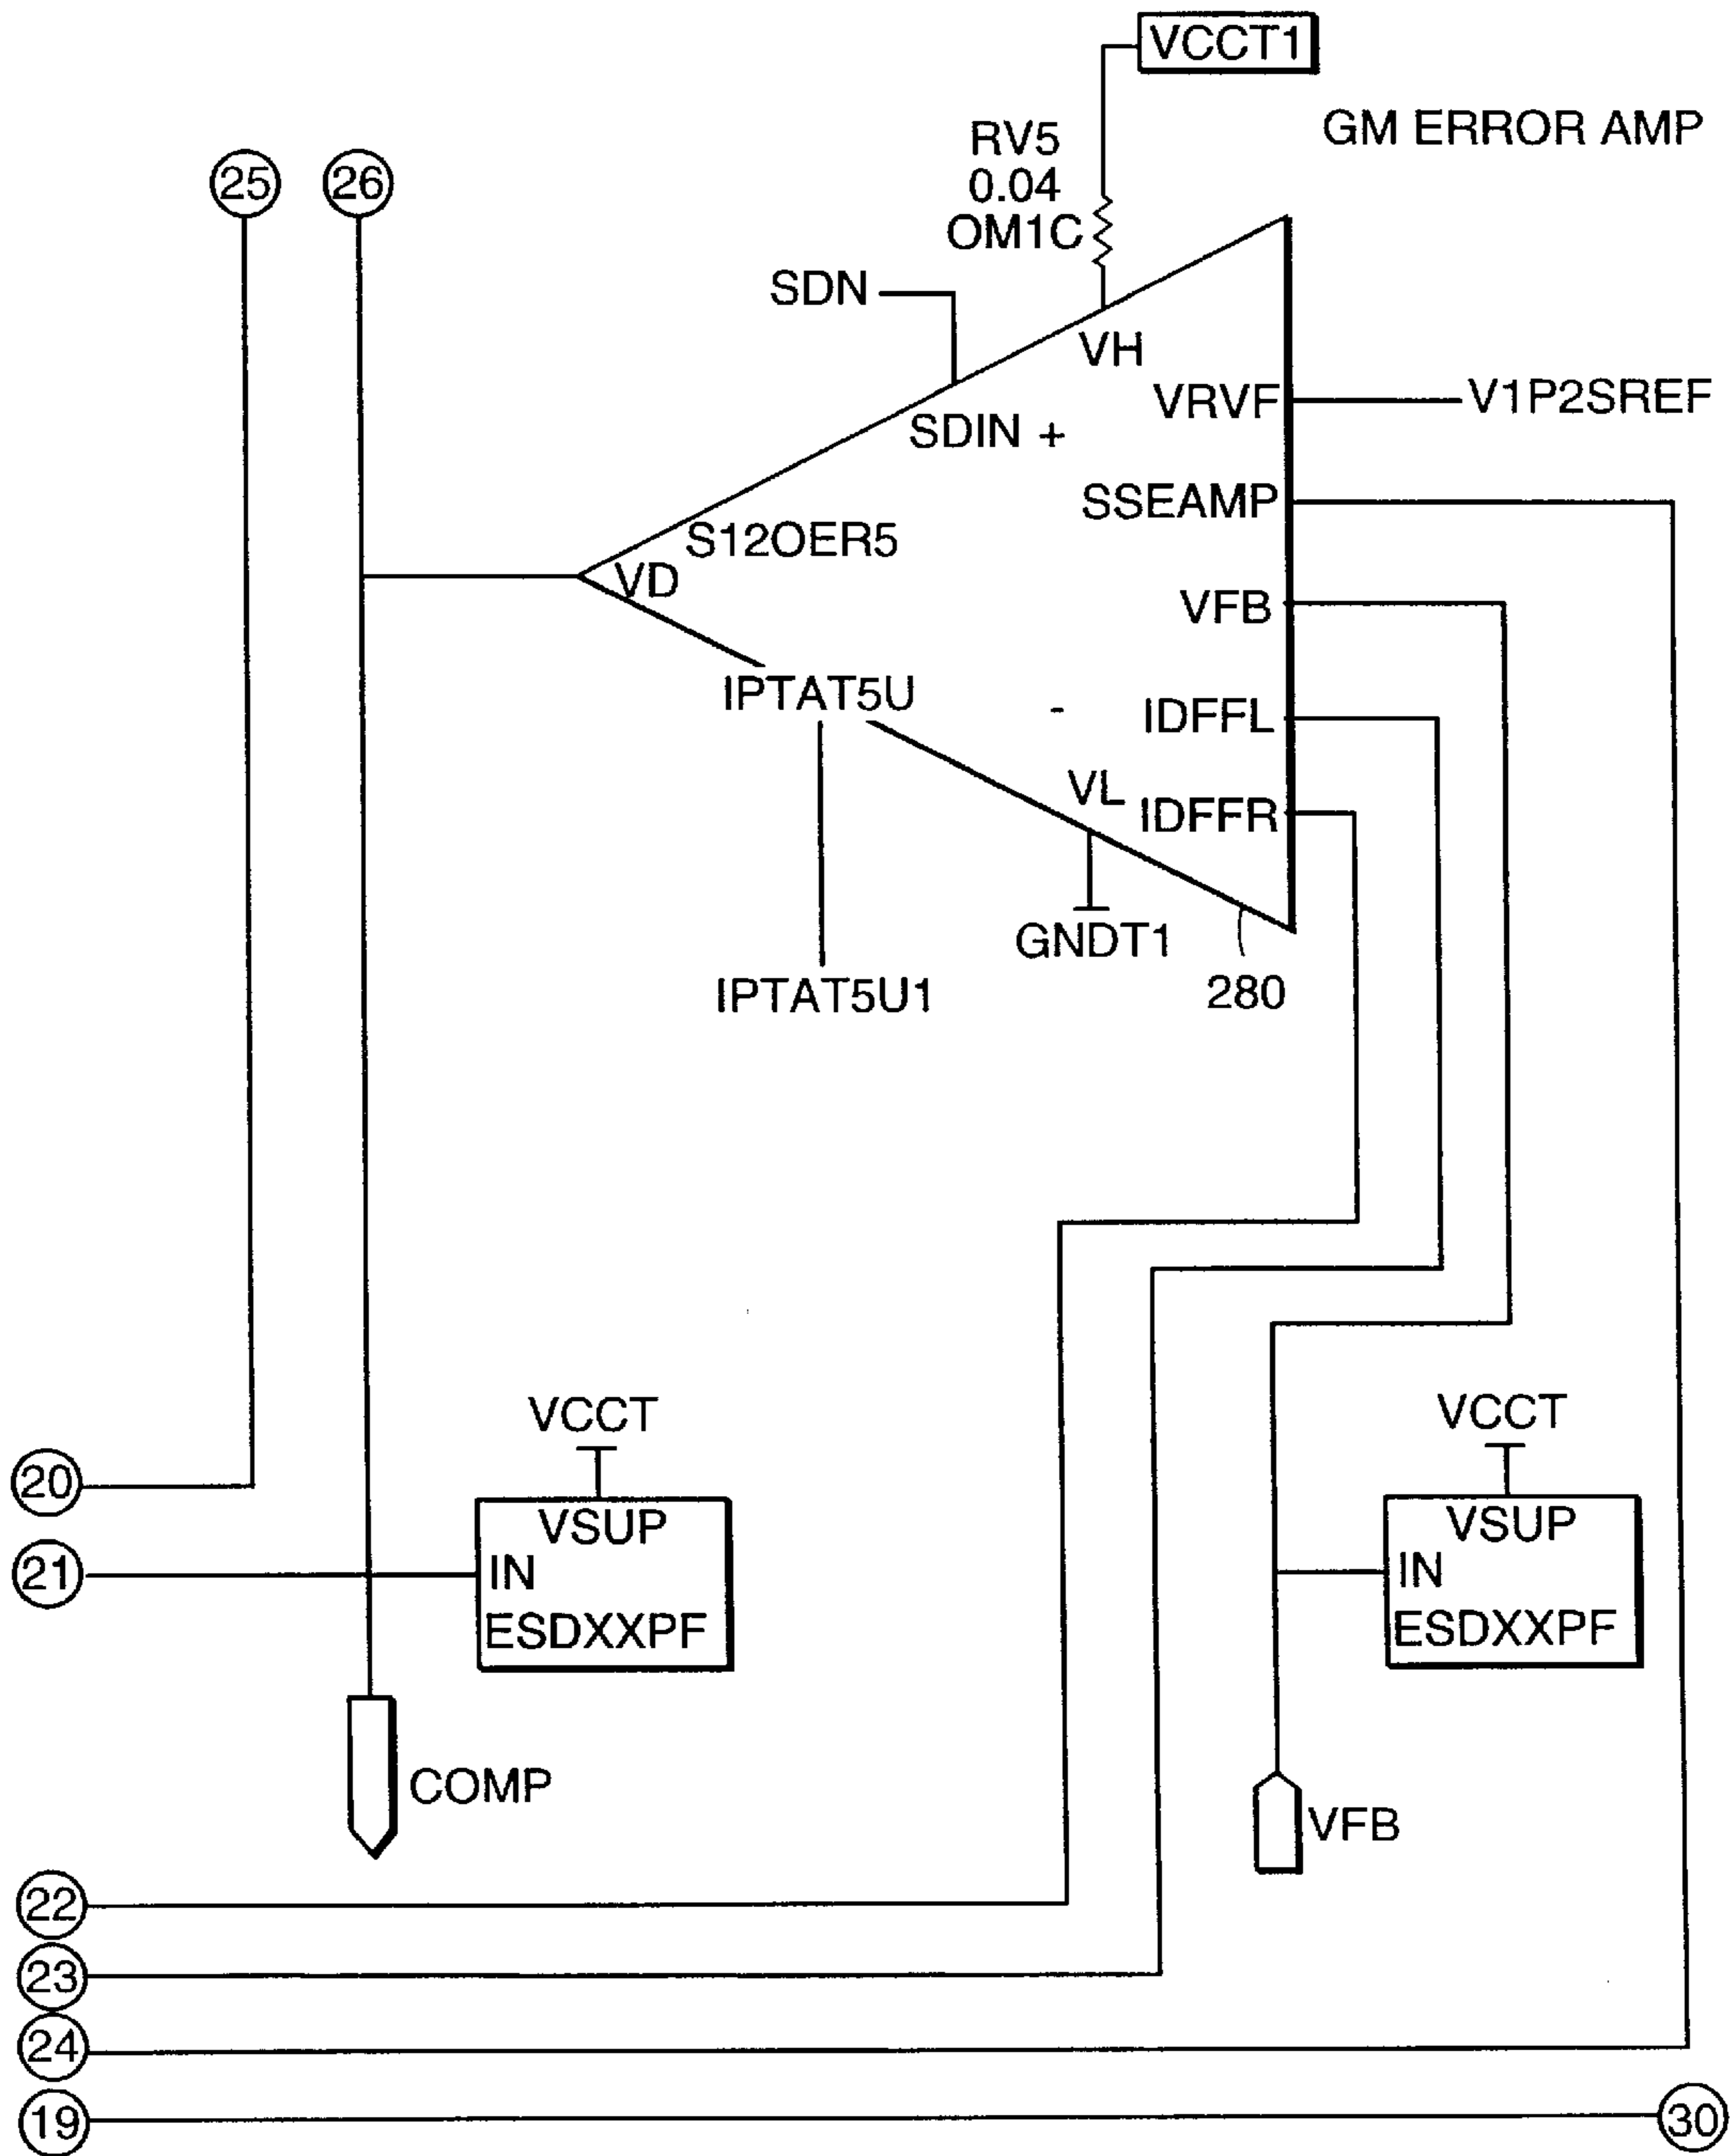 VCCT1
GM ERROR AMP
RV5
0.04
OM1C
25
26
SDN
VH
VRVF
V1P2SREF
SDIN +
SSEAMP
S12OER5
VD
VFB
IPTAT5U
-
IDFFL
VL
IDFFR
GNDT1
280
IPTAT5U1
VCCT
VCCT
20
VSUP
VSUP
21
IN
IN
ESDXXPF
ESDXXPF
COMP
VFB
22
23
24
19
30